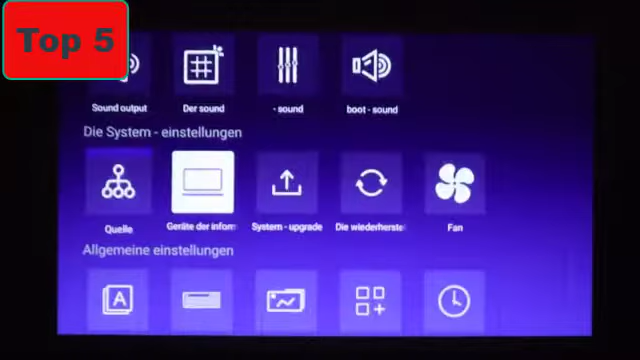 Top 5
Sound output
Der sound
- sound
boot - sound
Die System - einstellungen
Quelle
Geräte der inform
System - upgrade
Die wiederherste
Fan
Allgemeine einstellungen
A